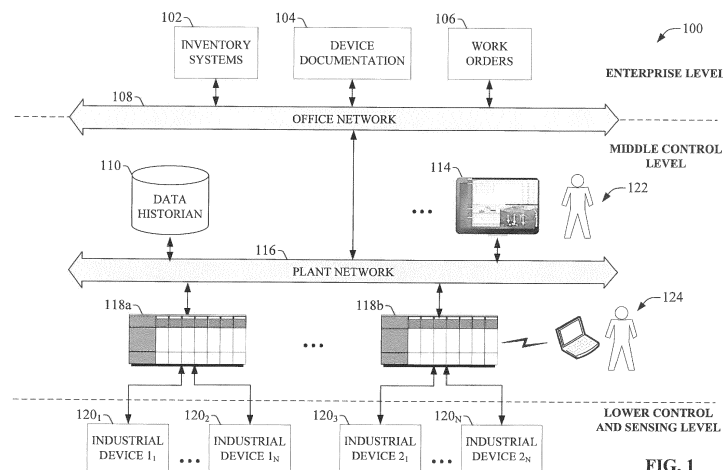 102
104
106
100
INVENTORY
SYSTEMS
DEVICE
DOCUMENTATION
WORK
ORDERS
ENTERPRISE LEVEL
108
OFFICE NETWORK
MIDDLE CONTROL
LEVEL
110
114
122
DATA
HISTORIAN
116
PLANT NETWORK
118a
118b
124
LOWER CONTROL
AND SENSING LEVEL
120₁
120₂
120₃
120N
INDUSTRIAL
DEVICE 1₁
INDUSTRIAL
DEVICE 1N
INDUSTRIAL
DEVICE 2₁
INDUSTRIAL
DEVICE 2N
FIG. 1